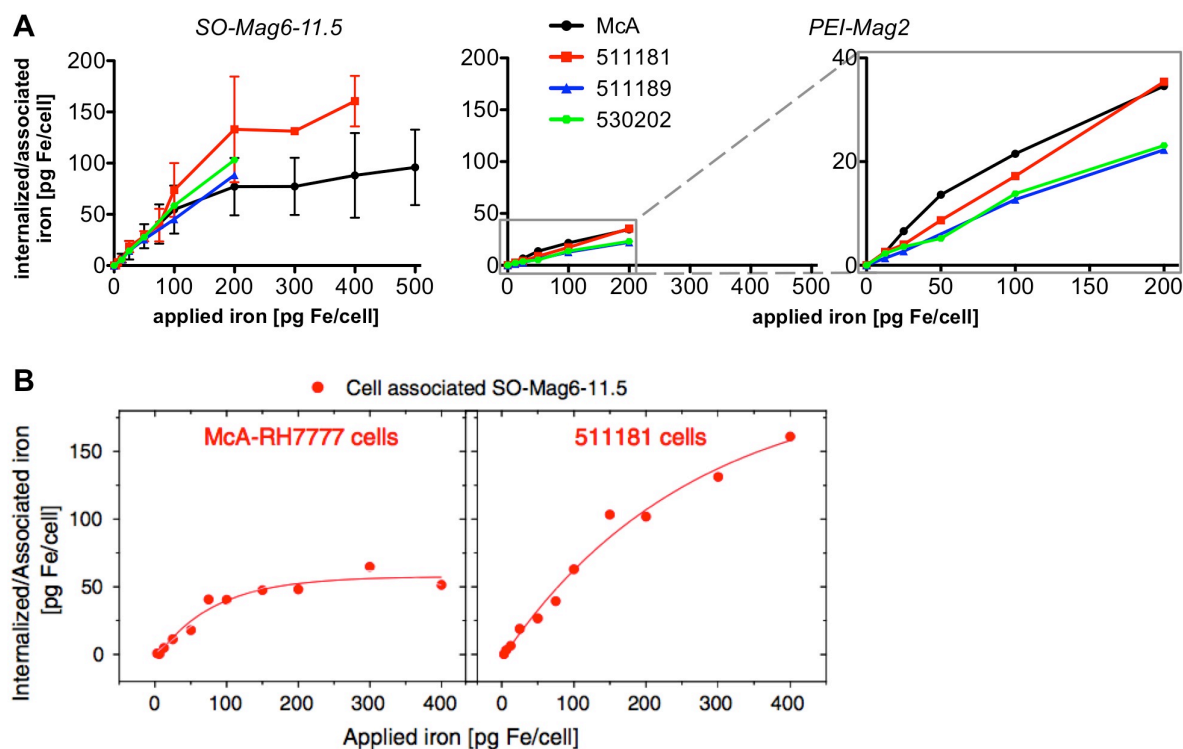 A
SO-Mag6-11.5
PEI-Mag2
McA
511181
511189
530202
internalized/associated
iron [pg Fe/cell]
200
150
100
50
0
0 100 200 300 400 500
applied iron [pg Fe/cell]
200
150
100
50
0
0 100 200 300 400 500
40
20
0
0 50 100 150 200
applied iron [pg Fe/cell]
B
Cell associated SO-Mag6-11.5
McA-RH7777 cells
511181 cells
Internalized/Associated iron
[pg Fe/cell]
150
100
50
0
0 100 200 300 400
0 100 200 300 400
Applied iron [pg Fe/cell]